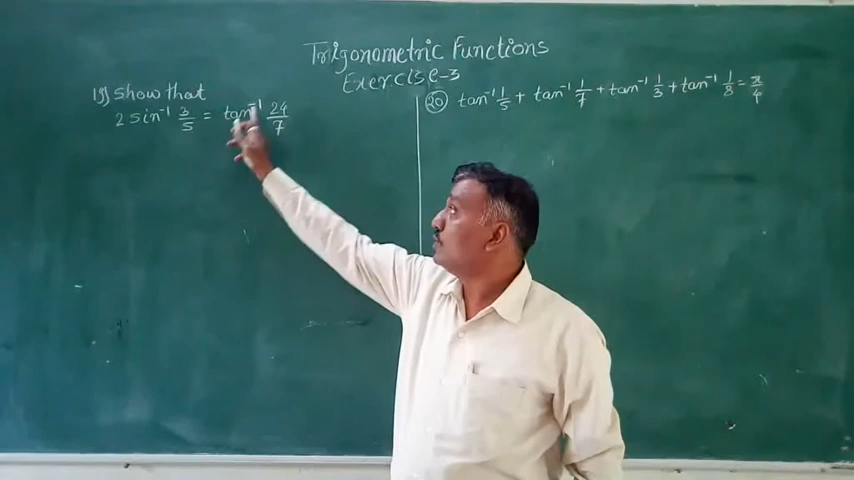 Trigonometric Functions
Exercise-3
19) Show that
2 sin⁻¹ 3/5 = tan⁻¹ 24/7
20 tan⁻¹ 1/5 + tan⁻¹ 1/7 + tan⁻¹ 1/3 + tan⁻¹ 1/8 = π/4